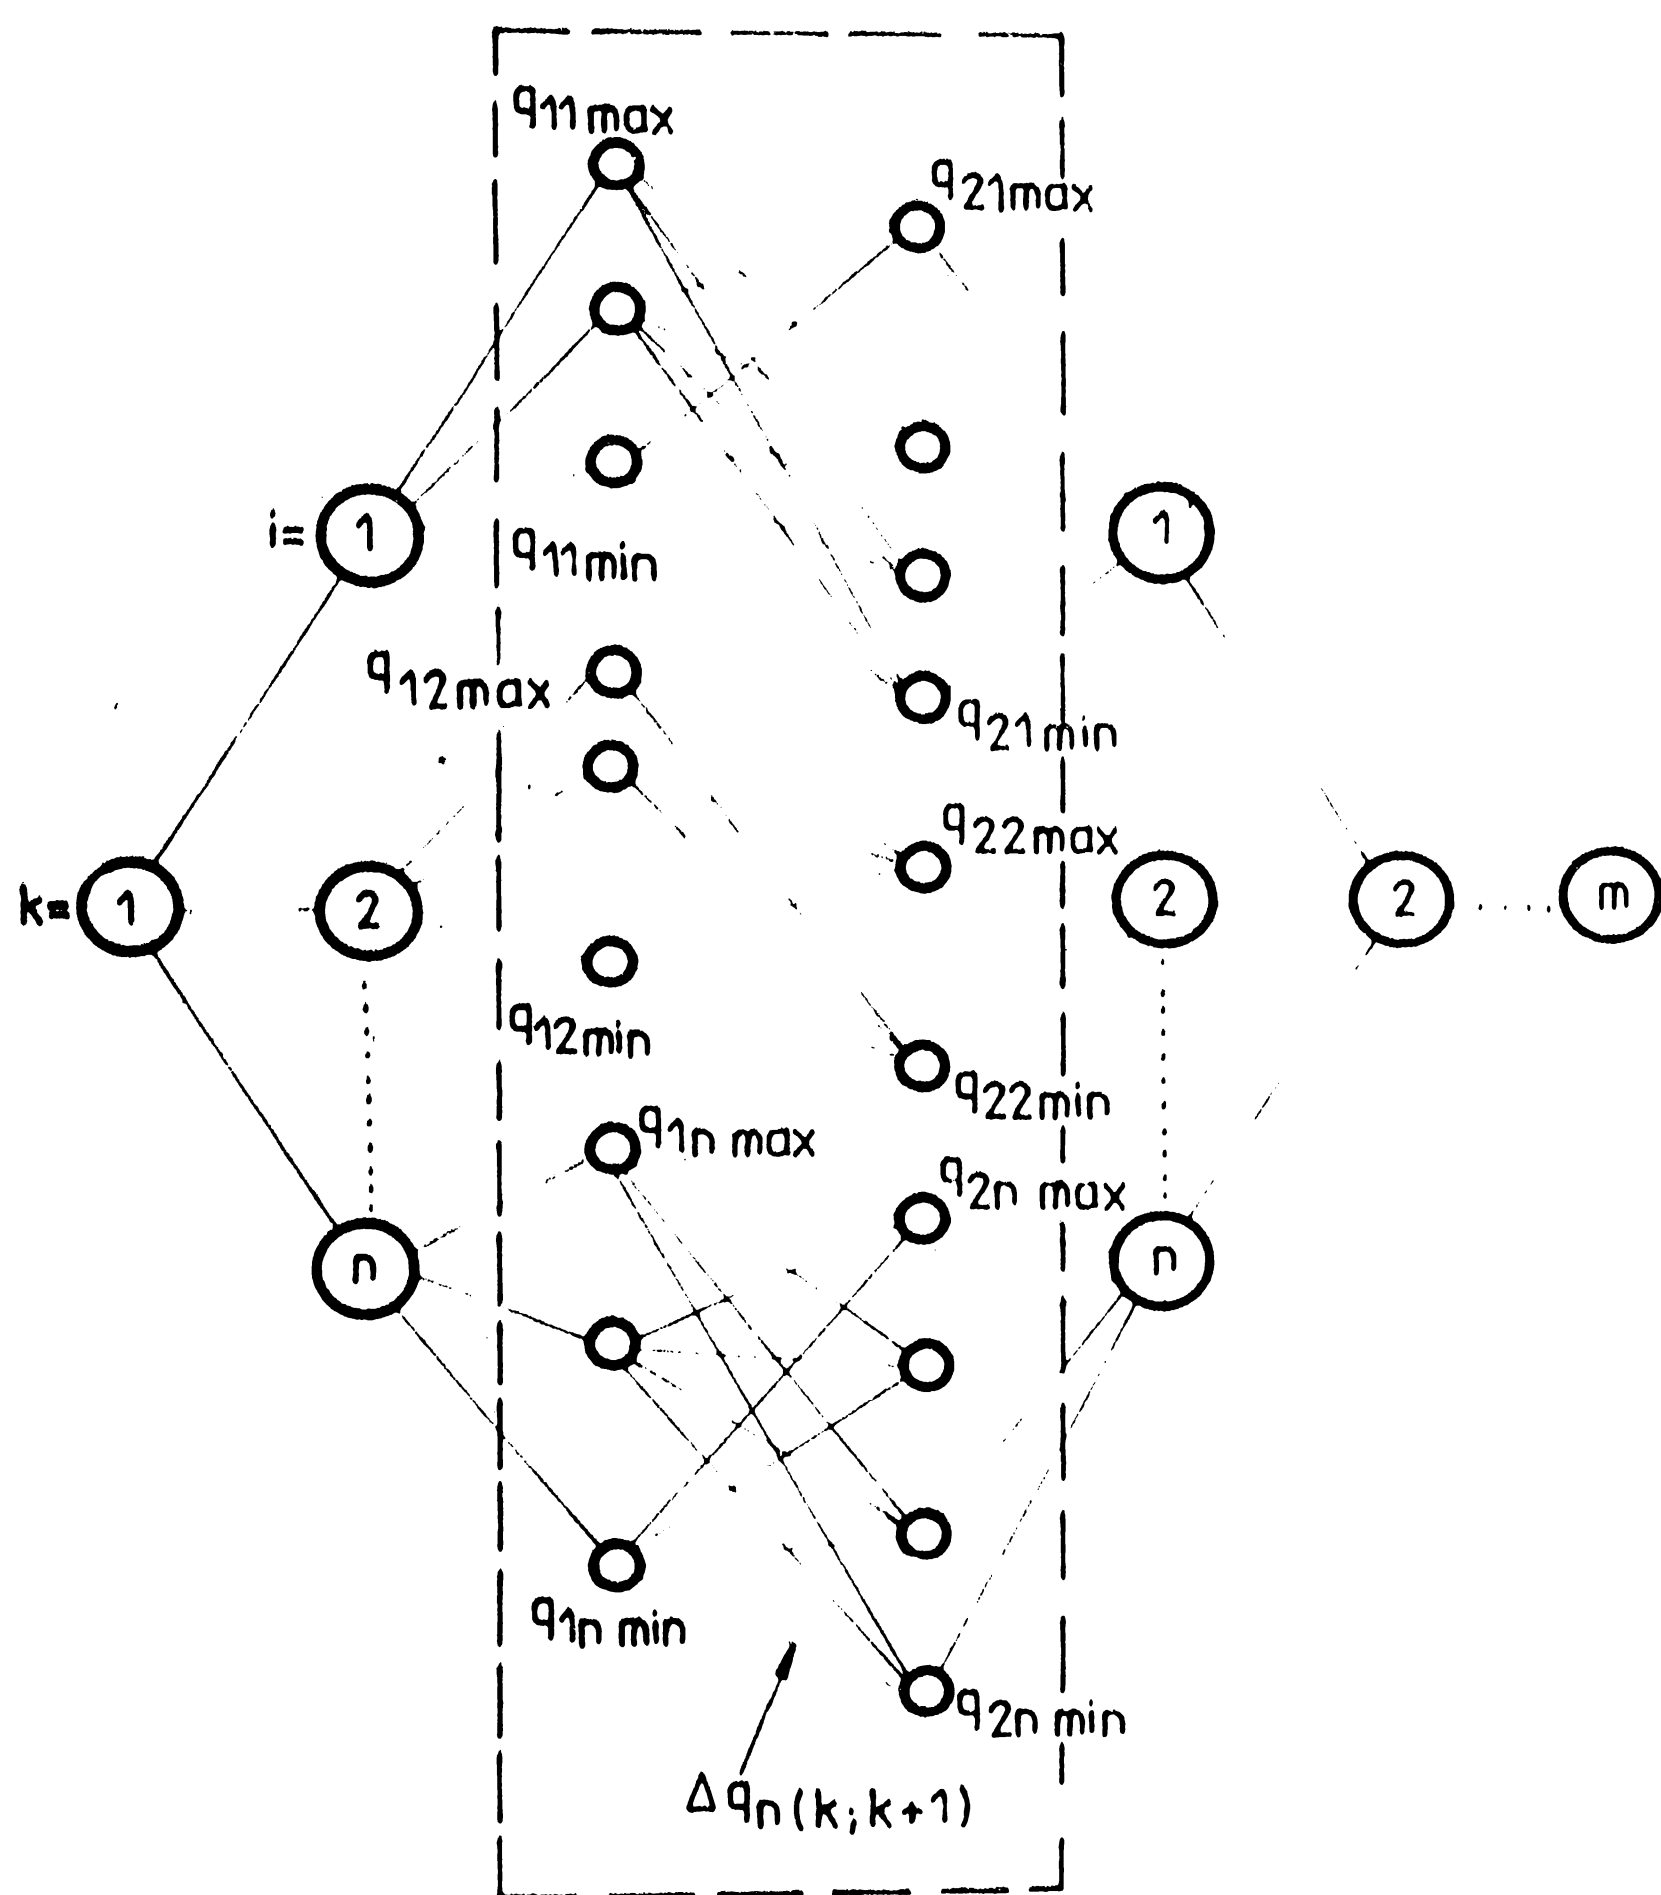 q11max
q21max
i= 1
1
q11min
q12max
q21min
q22max
k= 1
2
2
2
. . . .
m
q12min
q22min
q1n max
q2n max
n
n
q1n min
q2n min
Δqn(k;k+1)